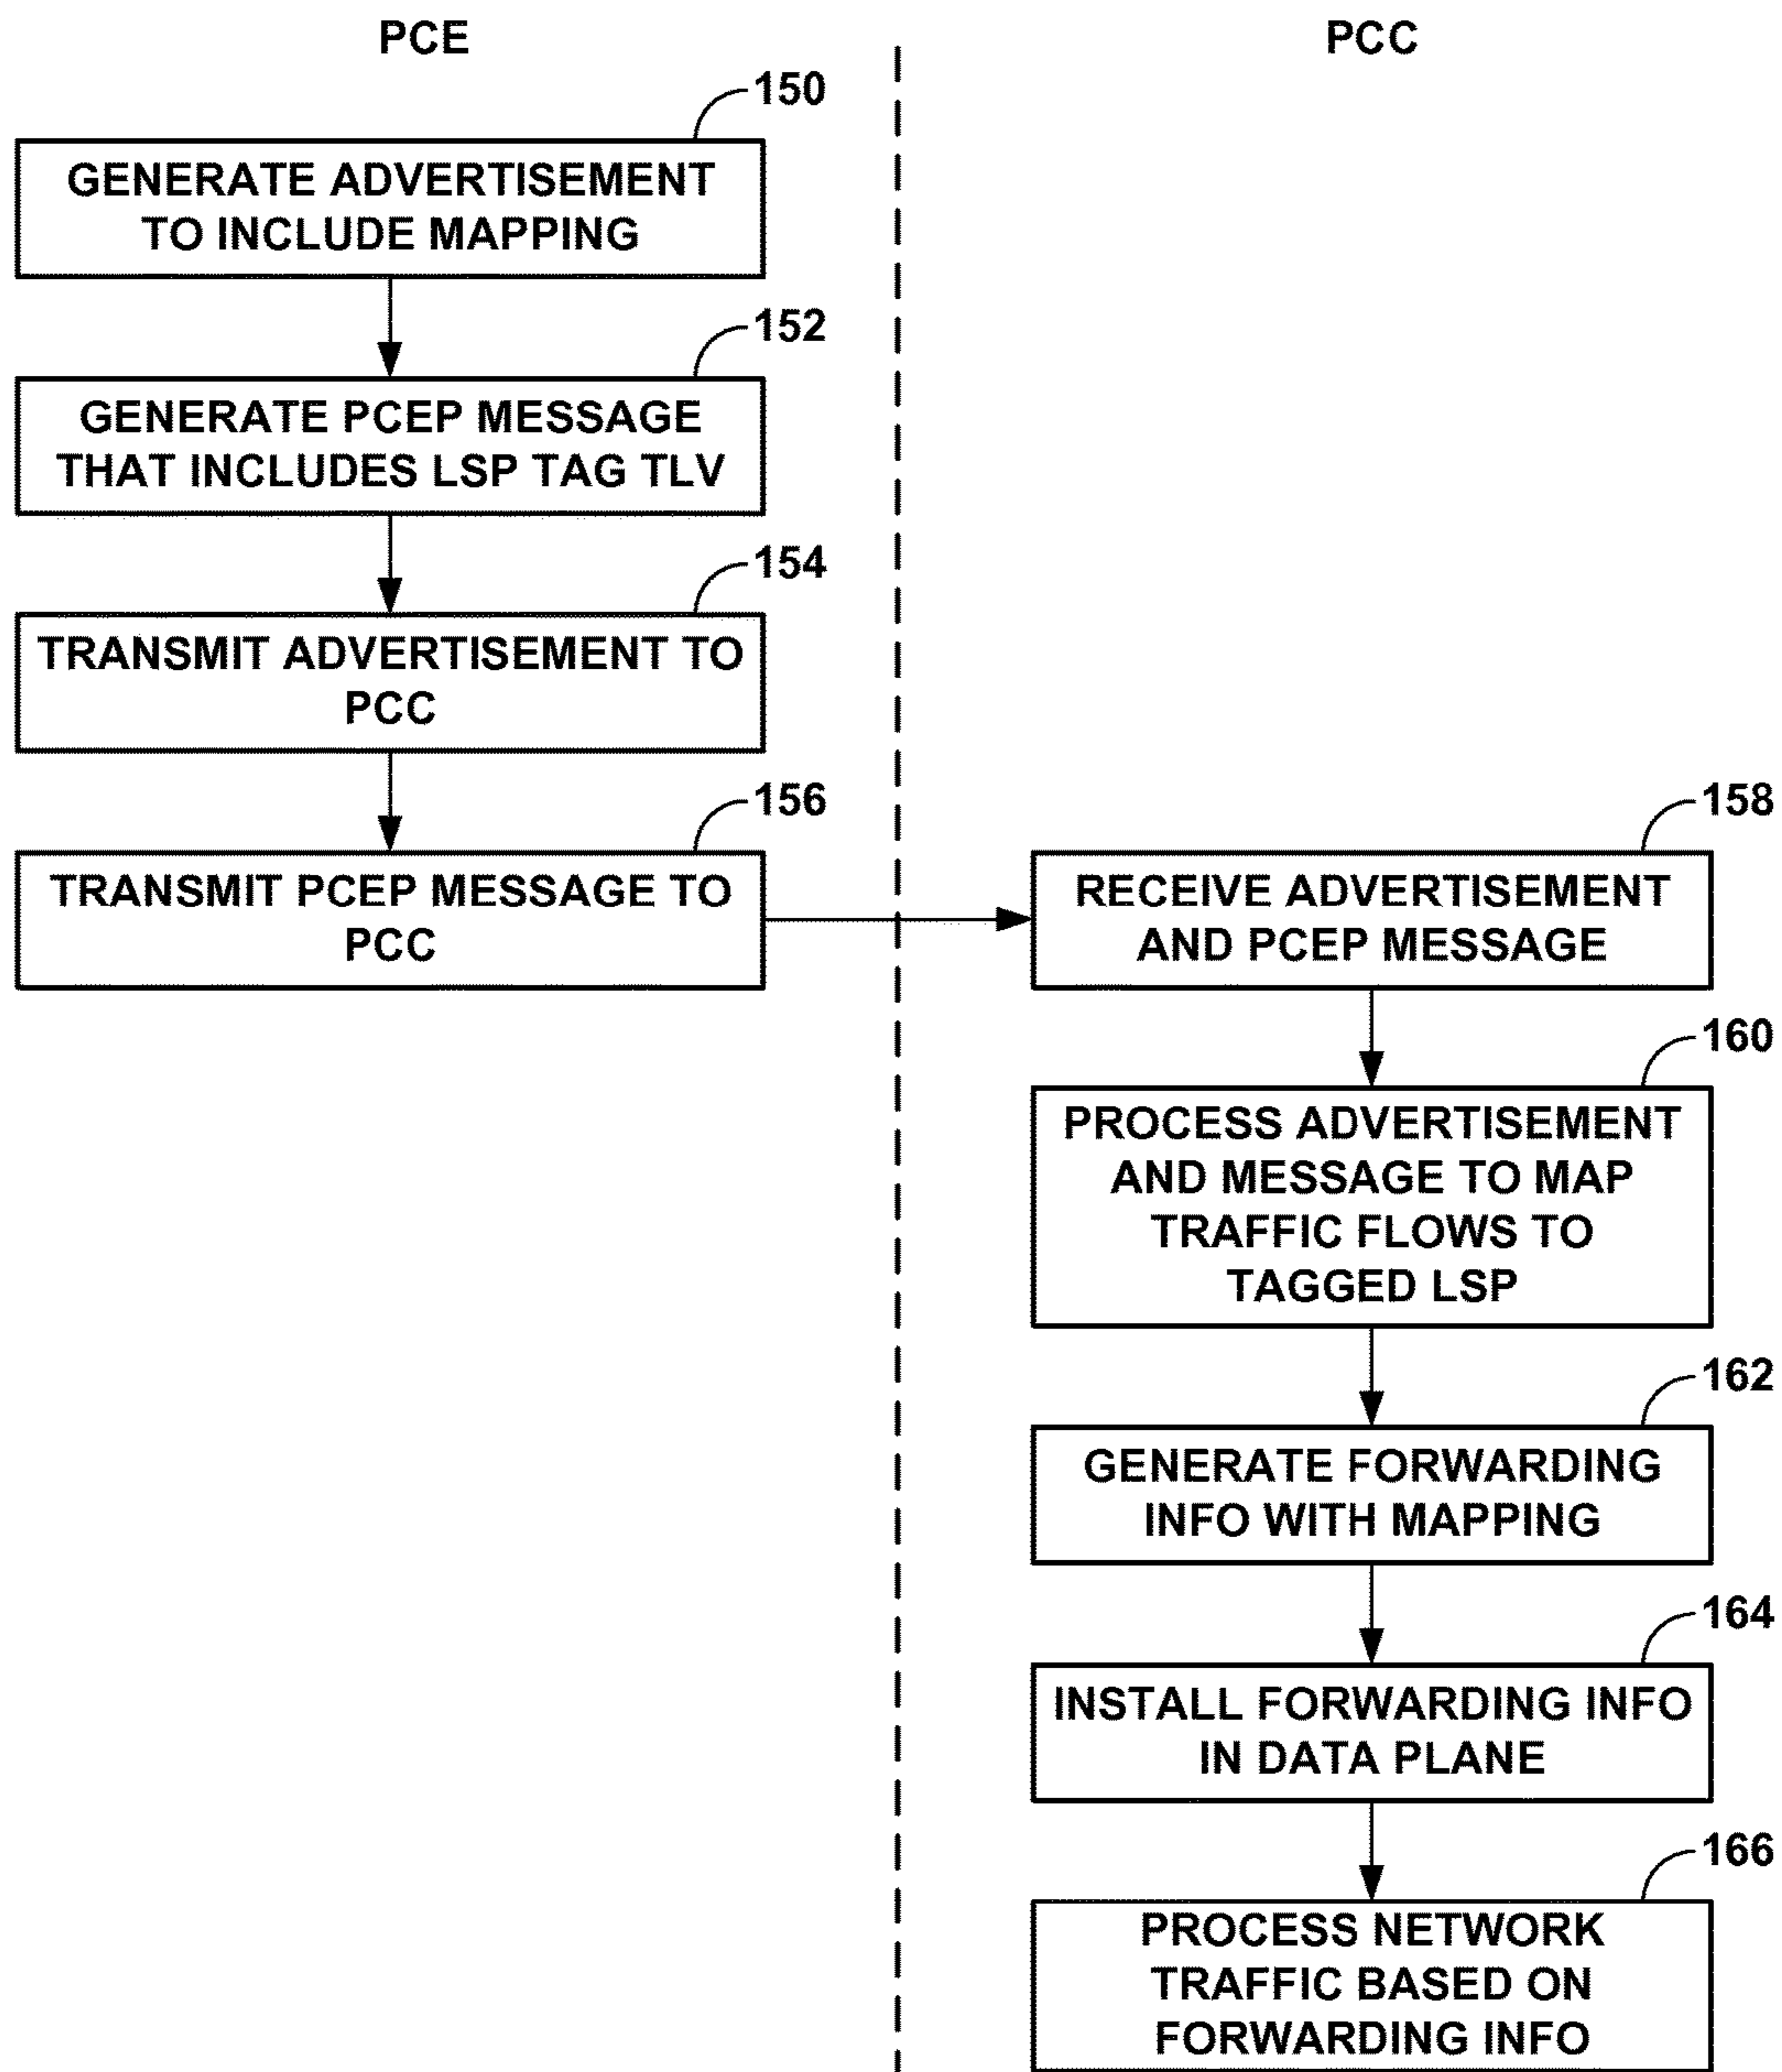 PCE
PCC
150
GENERATE ADVERTISEMENT
TO INCLUDE MAPPING
152
GENERATE PCEP MESSAGE
THAT INCLUDES LSP TAG TLV
154
TRANSMIT ADVERTISEMENT TO
PCC
156
TRANSMIT PCEP MESSAGE TO
PCC
158
RECEIVE ADVERTISEMENT
AND PCEP MESSAGE
160
PROCESS ADVERTISEMENT
AND MESSAGE TO MAP
TRAFFIC FLOWS TO
TAGGED LSP
162
GENERATE FORWARDING
INFO WITH MAPPING
164
INSTALL FORWARDING INFO
IN DATA PLANE
166
PROCESS NETWORK
TRAFFIC BASED ON
FORWARDING INFO